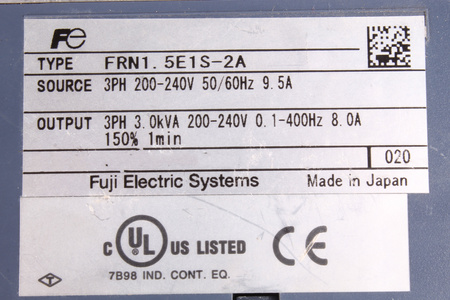 Fe
TYPE FRN1.5E1S-2A
SOURCE 3PH 200-240V 50/60Hz 9.5A
OUTPUT 3PH 3.0kVA 200-240V 0.1-400Hz 8.0A
150% 1min
020
Fuji Electric Systems Made in Japan
C UL US LISTED CE
7B98 IND. CONT. EQ.
T